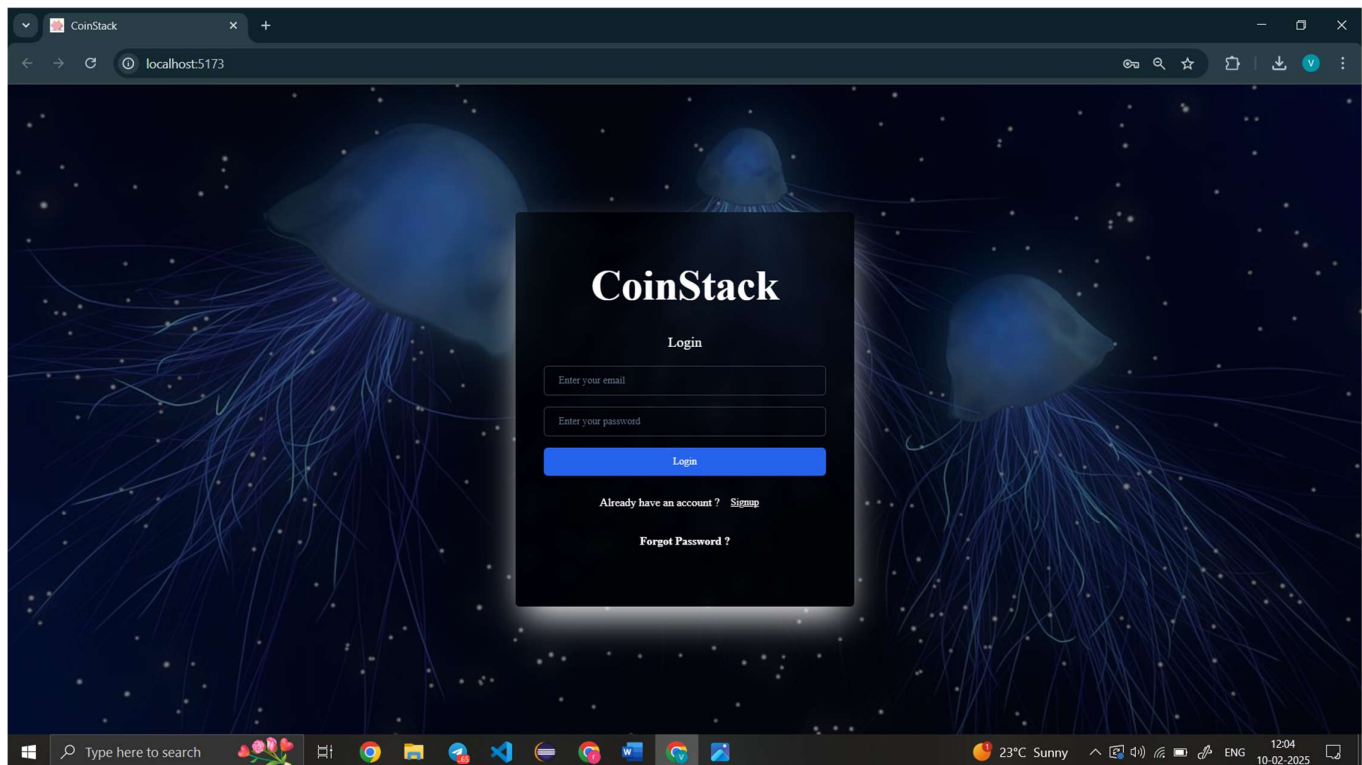 CoinStack
localhost:5173
V
CoinStack
Login
Enter your email
Enter your password
Login
Already have an account ? Signup
Forgot Password ?
Type here to search
23°C Sunny
ENG
12:04
10-02-2025